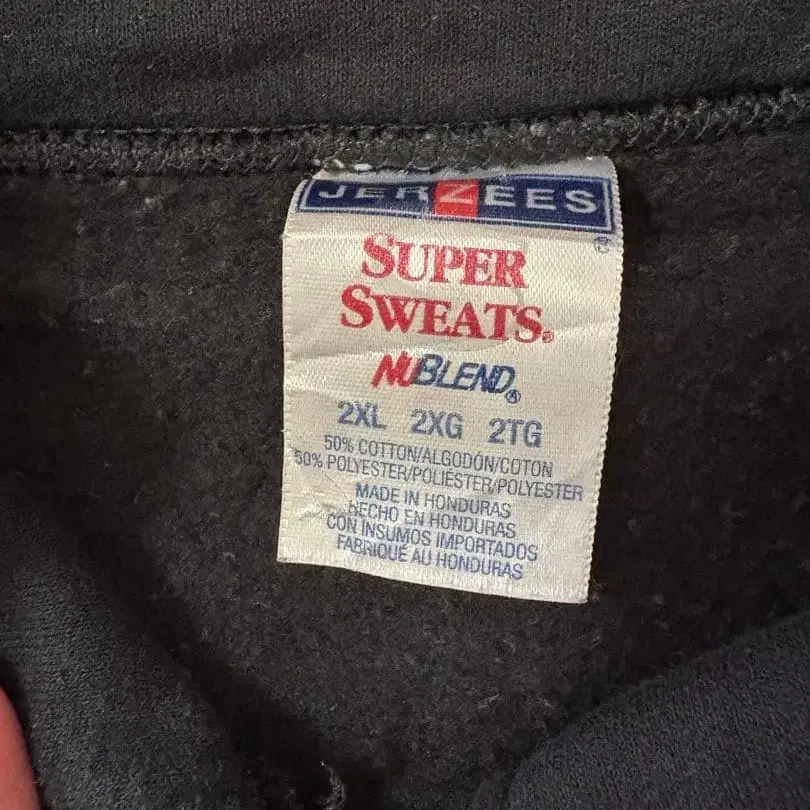 JERZEES
®
SUPER
SWEATS®
NUBLEND®
2XL 2XG 2TG
50% COTTON/ALGODÓN/COTON
50% POLYESTER/POLIÉSTER/POLYESTER
MADE IN HONDURAS
HECHO EN HONDURAS
CON INSUMOS IMPORTADOS
FABRIQUÉ AU HONDURAS